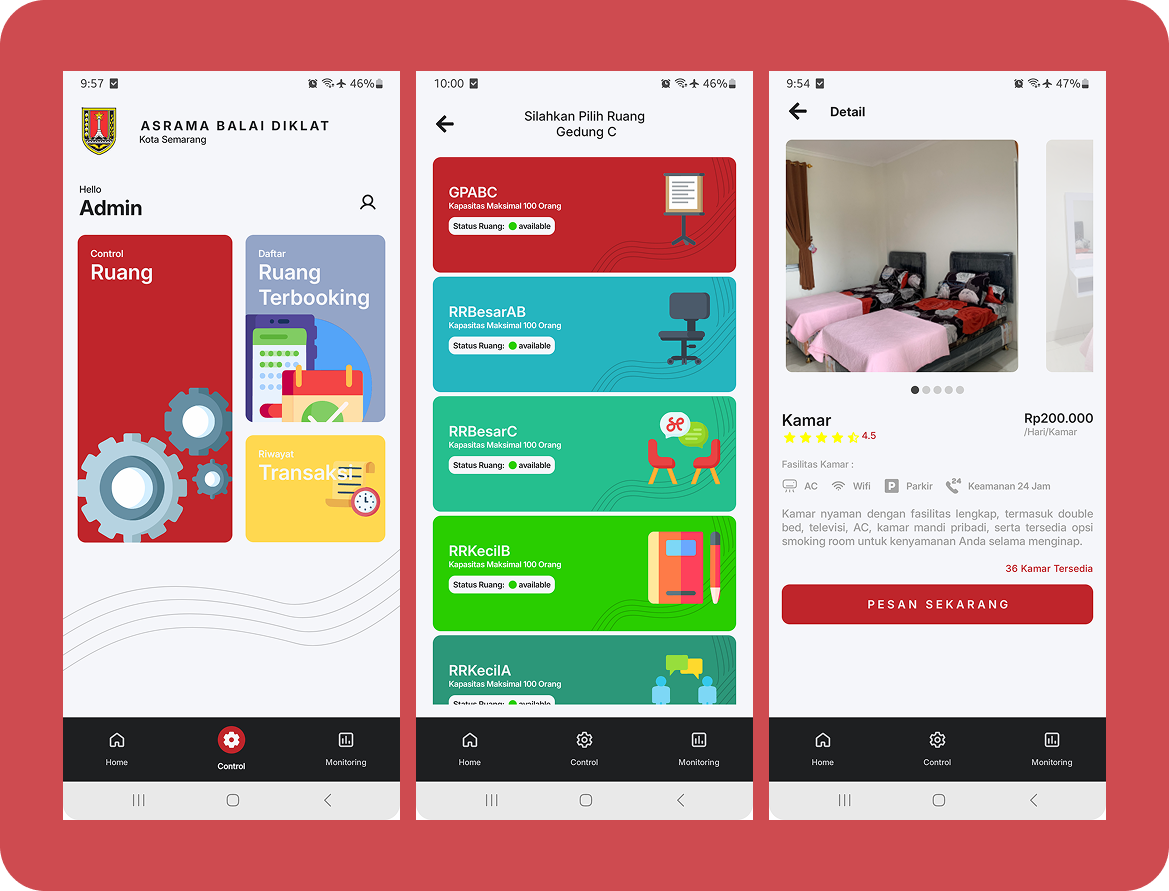 9:57
46%
ASRAMA BALAI DIKLAT
Kota Semarang
Hello
Admin
Control
Ruang
Daftar
Ruang
Terbooking
Riwayat
Transaksi
Home
Control
Monitoring
10:00
46%
Silahkan Pilih Ruang
Gedung C
GPABC
Kapasitas Maksimal 100 Orang
Status Ruang: available
RRBesarAB
Kapasitas Maksimal 100 Orang
Status Ruang: available
RRBesarC
Kapasitas Maksimal 100 Orang
Status Ruang: available
RRKecilB
Kapasitas Maksimal 100 Orang
Status Ruang: available
RRKecilA
Kapasitas Maksimal 100 Orang
Status Ruang: available
Home
Control
Monitoring
9:54
47%
Detail
Kamar
Rp200.000
4.5
/Hari/Kamar
Fasilitas Kamar :
AC
Wifi
P
Parkir
24
Keamanan 24 Jam
Kamar nyaman dengan fasilitas lengkap, termasuk double
bed, televisi, AC, kamar mandi pribadi, serta tersedia opsi
smoking room untuk kenyamanan Anda selama menginap.
36 Kamar Tersedia
PESAN SEKARANG
Home
Control
Monitoring